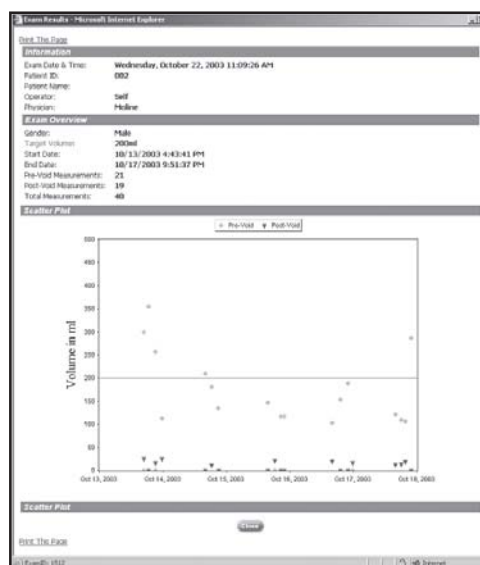 Exam Results - Microsoft Internet Explorer
Print The Page
Information
Exam Date & Time: Wednesday, October 22, 2003 11:09:26 AM
Patient ID: 002
Patient Name:
Operator: Self
Physician: Moline
Exam Overview
Gender: Male
Target Volume: 200ml
Start Date: 10/13/2003 4:43:41 PM
End Date: 10/17/2003 9:51:37 PM
Pre-Void Measurements: 21
Post-Void Measurements: 19
Total Measurements: 40
Scatter Plot
Pre-Void Post-Void
Volume in ml
500
450
400
350
300
250
200
150
100
50
0
Oct 13, 2003 Oct 14, 2003 Oct 15, 2003 Oct 16, 2003 Oct 17, 2003 Oct 18, 2003
Scatter Plot
Close
Print The Page
Internet